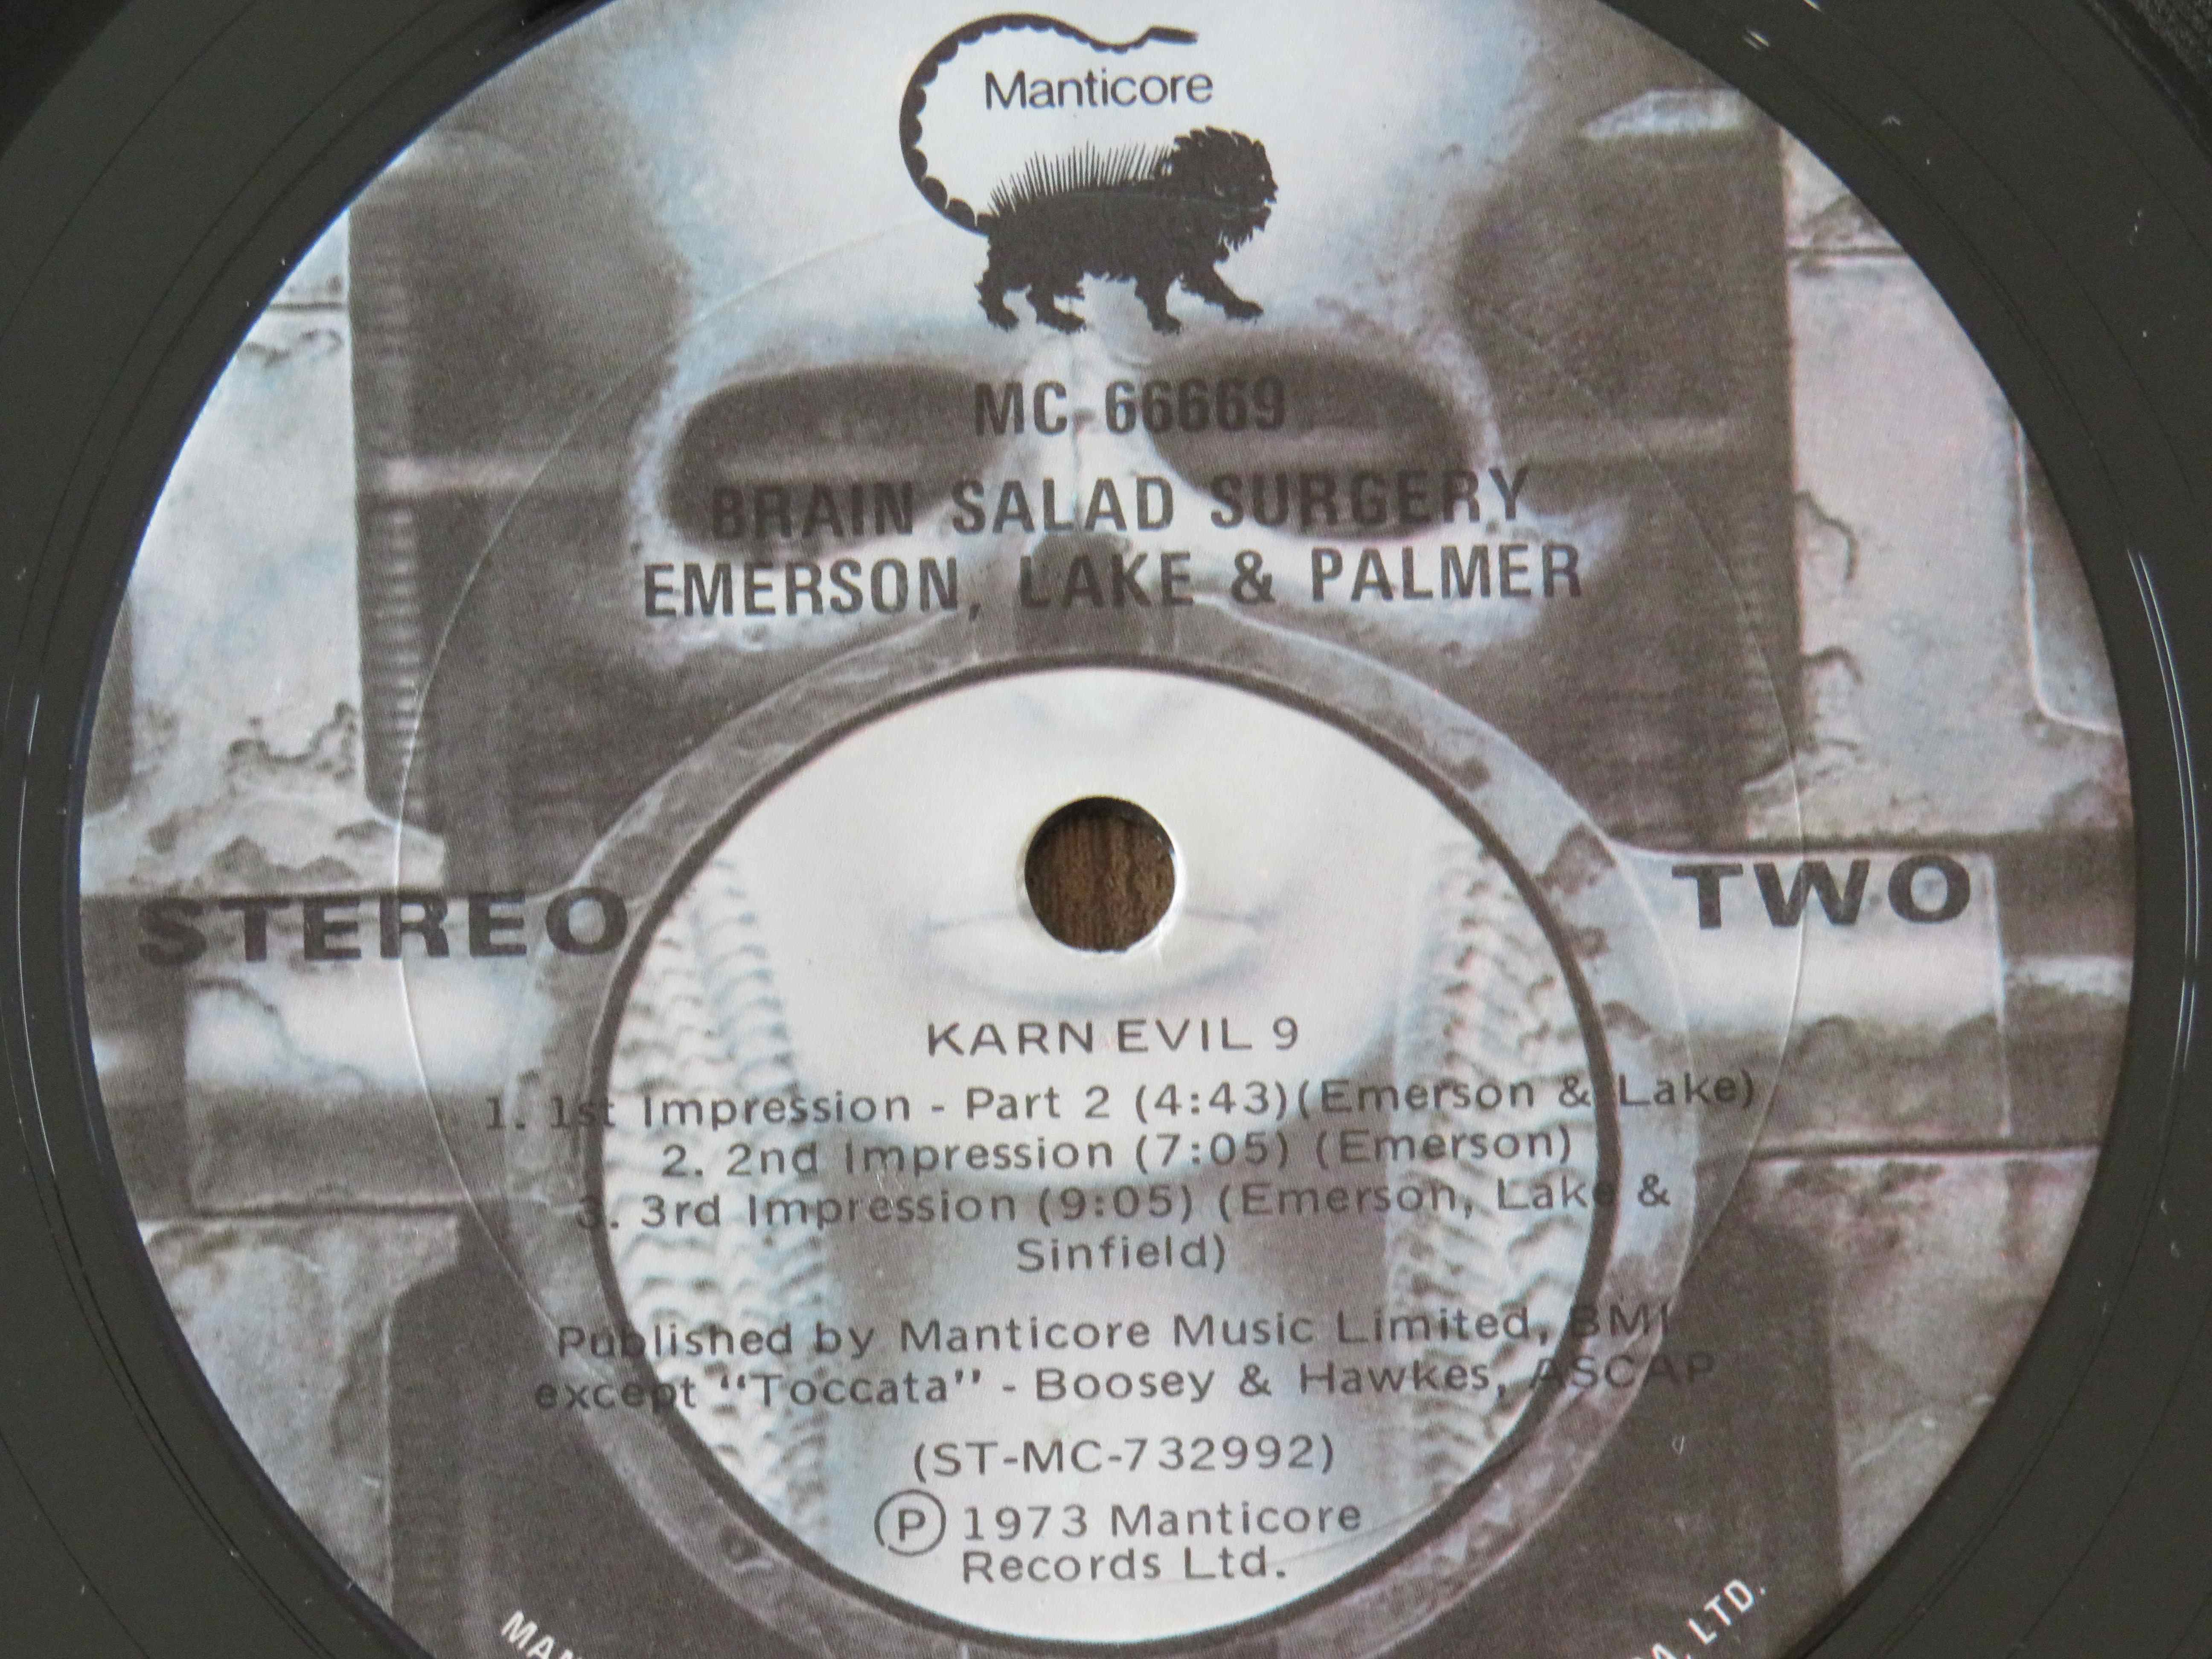 Manticore
MC 66669
BRAIN SALAD SURGERY
EMERSON, LAKE & PALMER
STEREO
TWO
KARN EVIL 9
1. 1st Impression - Part 2 (4:43)(Emerson & Lake)
2. 2nd Impression (7:05) (Emerson)
3. 3rd Impression (9:05) (Emerson, Lake &
Sinfield)
Published by Manticore Music Limited, BMI
except "Toccata" - Boosey & Hawkes, ASCAP
(ST-MC-732992)
Ⓟ 1973 Manticore
Records Ltd.
LTD.